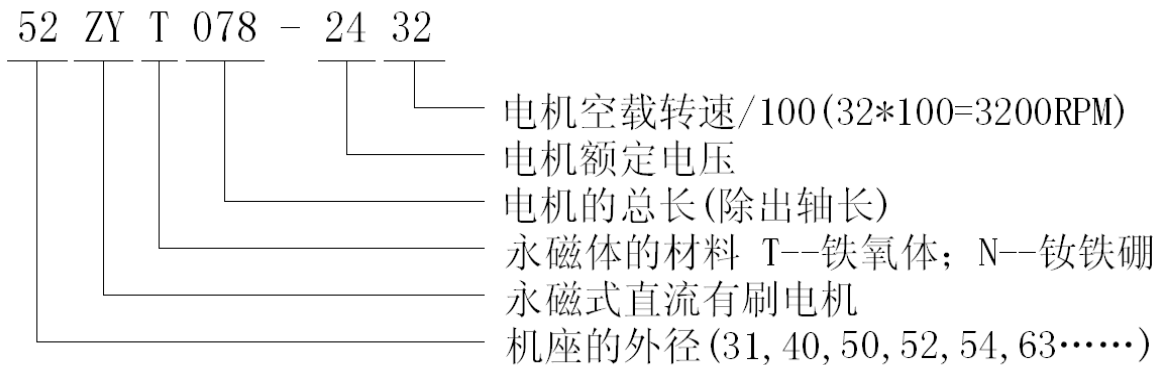 52 ZY T 078 - 24 32
电机空载转速/100(32*100=3200RPM)
电机额定电压
电机的总长(除出轴长)
永磁体的材料 T--铁氧体；N--钕铁硼
永磁式直流有刷电机
机座的外径(31,40,50,52,54,63……)